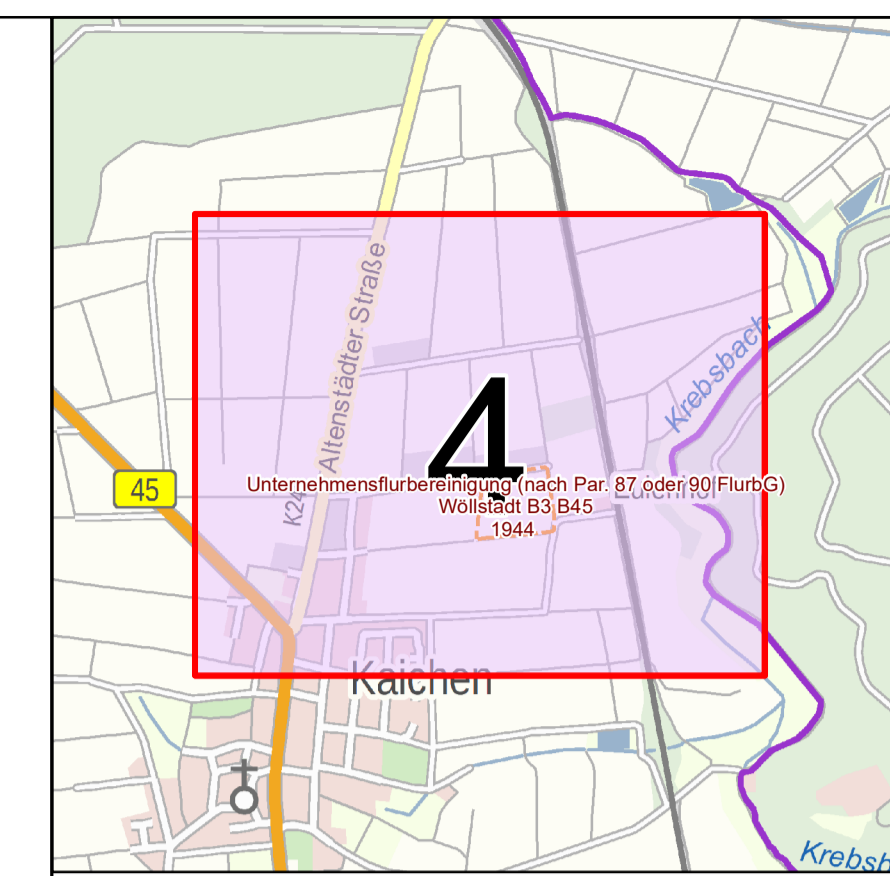 Altenstädter Straße
Krebsbach
4
45
K24
Unternehmensflurbereinigung (nach Par. 87 oder 90 FlurbG)
Wöllstadt B3 B45
1944
Kaichen
Krebsb